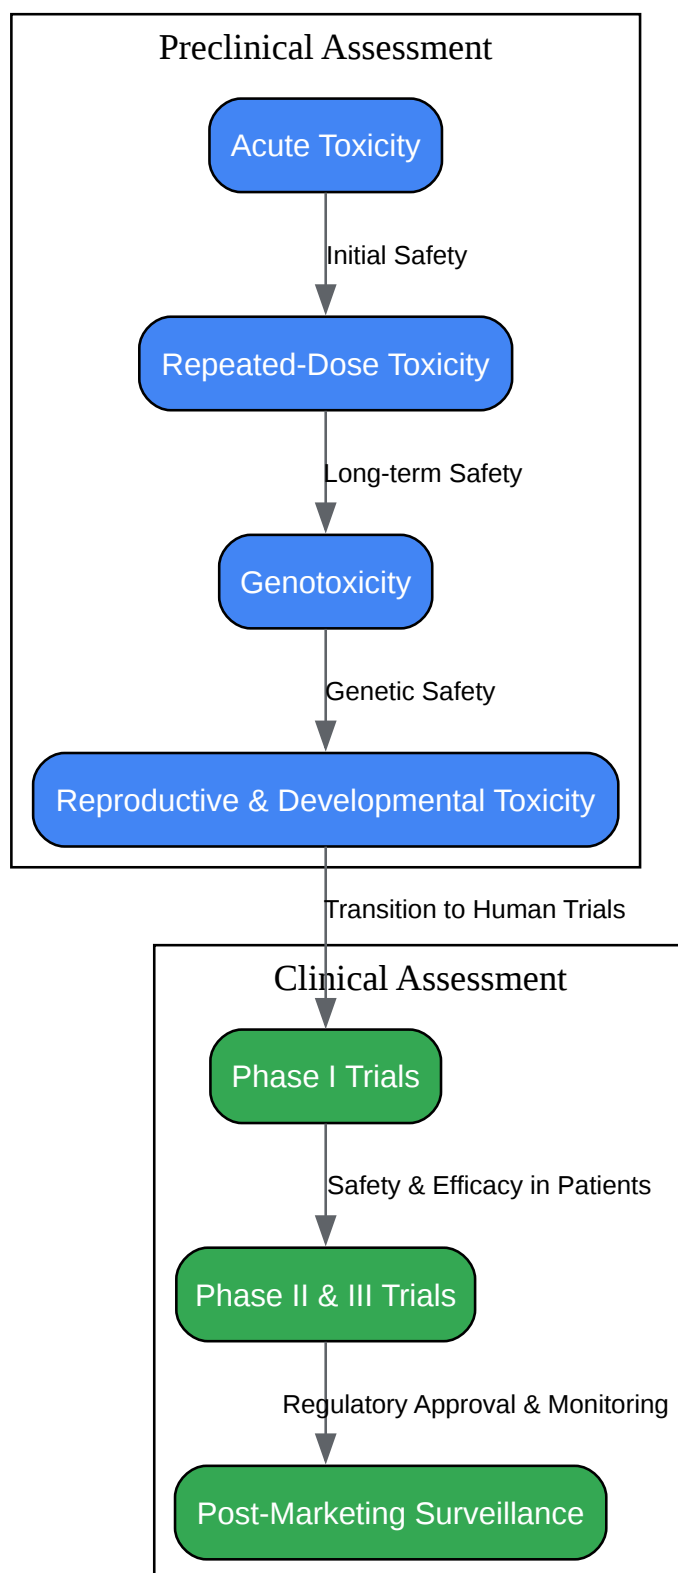 Preclinical Assessment
Acute Toxicity
Initial Safety
Repeated-Dose Toxicity
Long-term Safety
Genotoxicity
Genetic Safety
Reproductive & Developmental Toxicity
Transition to Human Trials
Clinical Assessment
Phase I Trials
Safety & Efficacy in Patients
Phase II & III Trials
Regulatory Approval & Monitoring
Post-Marketing Surveillance